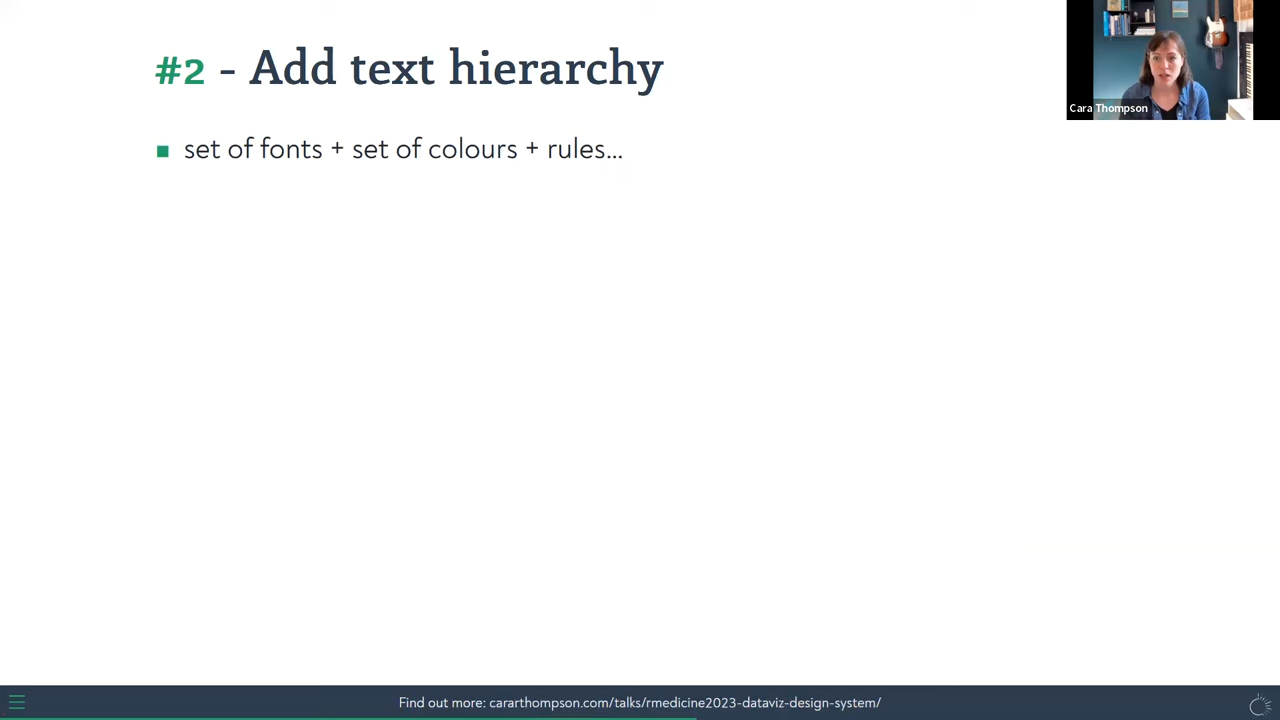 #2 - Add text hierarchy
Cara Thompson
set of fonts + set of colours + rules...
Find out more: cararthompson.com/talks/rmedicine2023-dataviz-design-system/